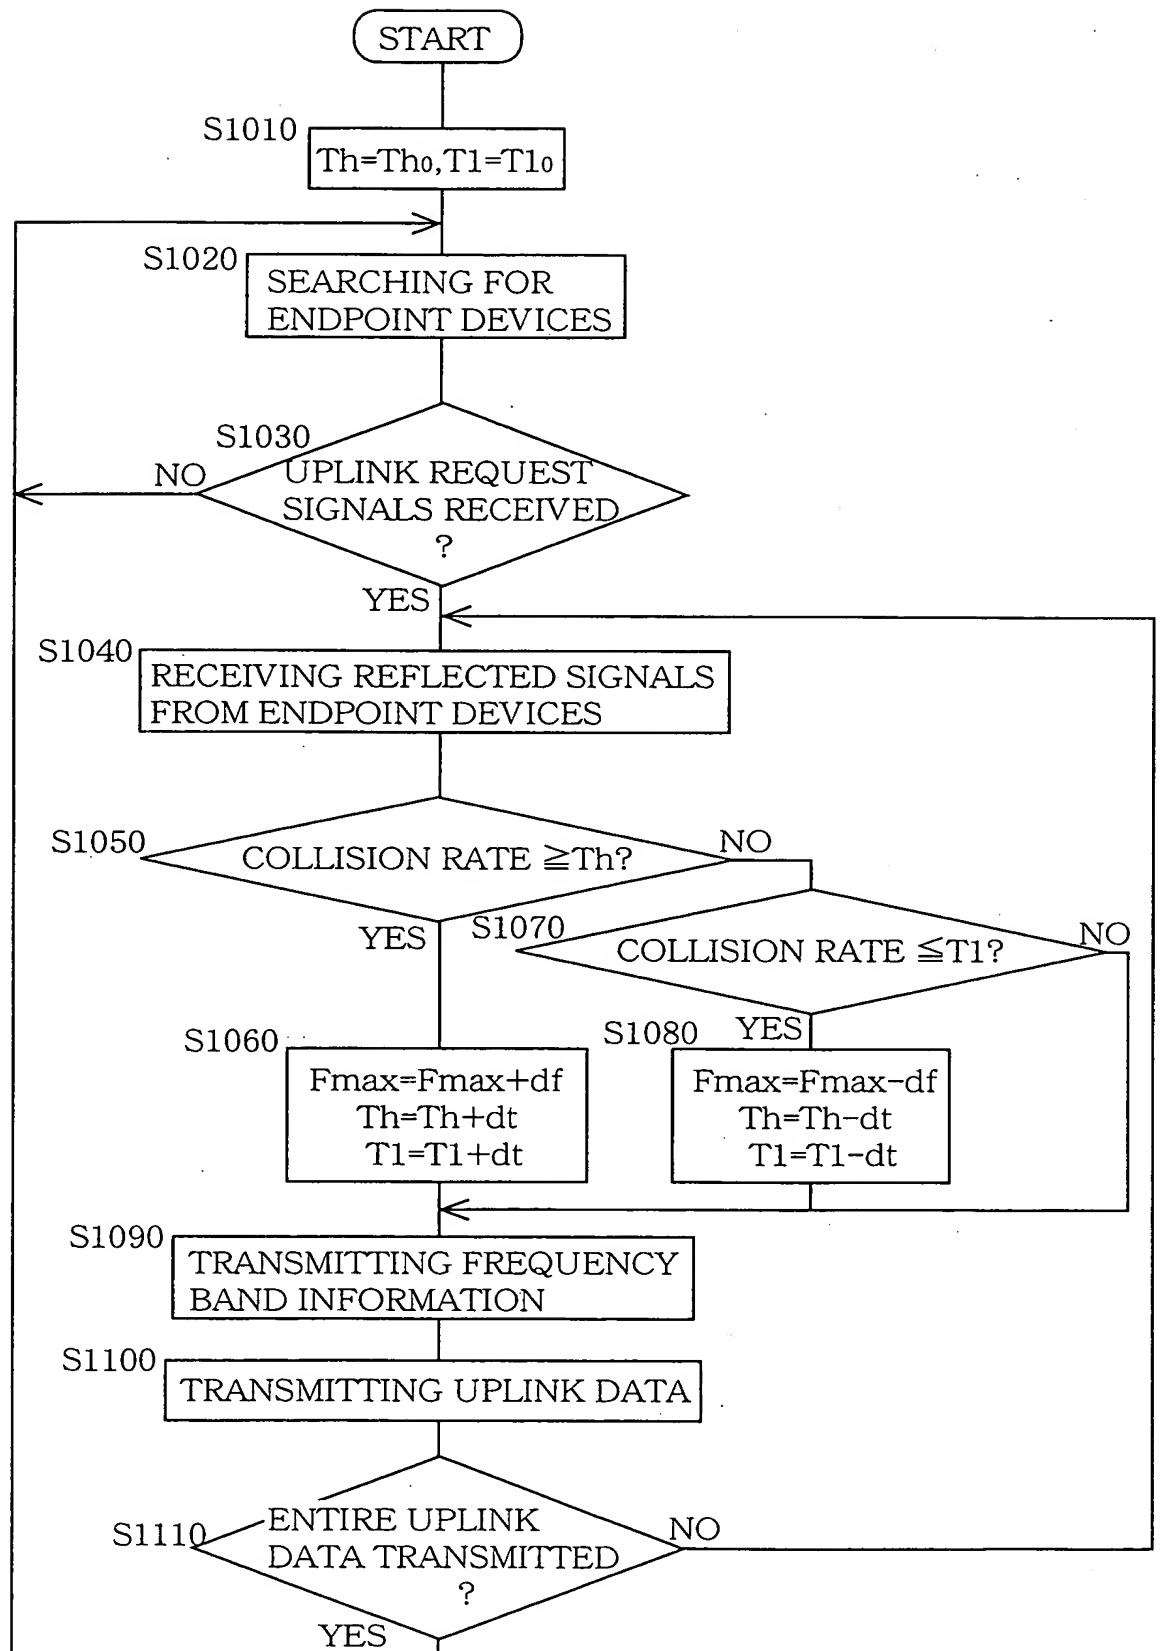 START
S1010
Th=Th0,T1=T10
S1020
SEARCHING FOR
ENDPOINT DEVICES
S1030
NO
UPLINK REQUEST
SIGNALS RECEIVED
?
YES
S1040
RECEIVING REFLECTED SIGNALS
FROM ENDPOINT DEVICES
S1050
COLLISION RATE ≧Th?
NO
YES
S1070
COLLISION RATE ≦T1?
NO
S1060
Fmax=Fmax+df
Th=Th+dt
T1=T1+dt
S1080
YES
Fmax=Fmax-df
Th=Th-dt
T1=T1-dt
S1090
TRANSMITTING FREQUENCY
BAND INFORMATION
S1100
TRANSMITTING UPLINK DATA
S1110
ENTIRE UPLINK
DATA TRANSMITTED
?
NO
YES